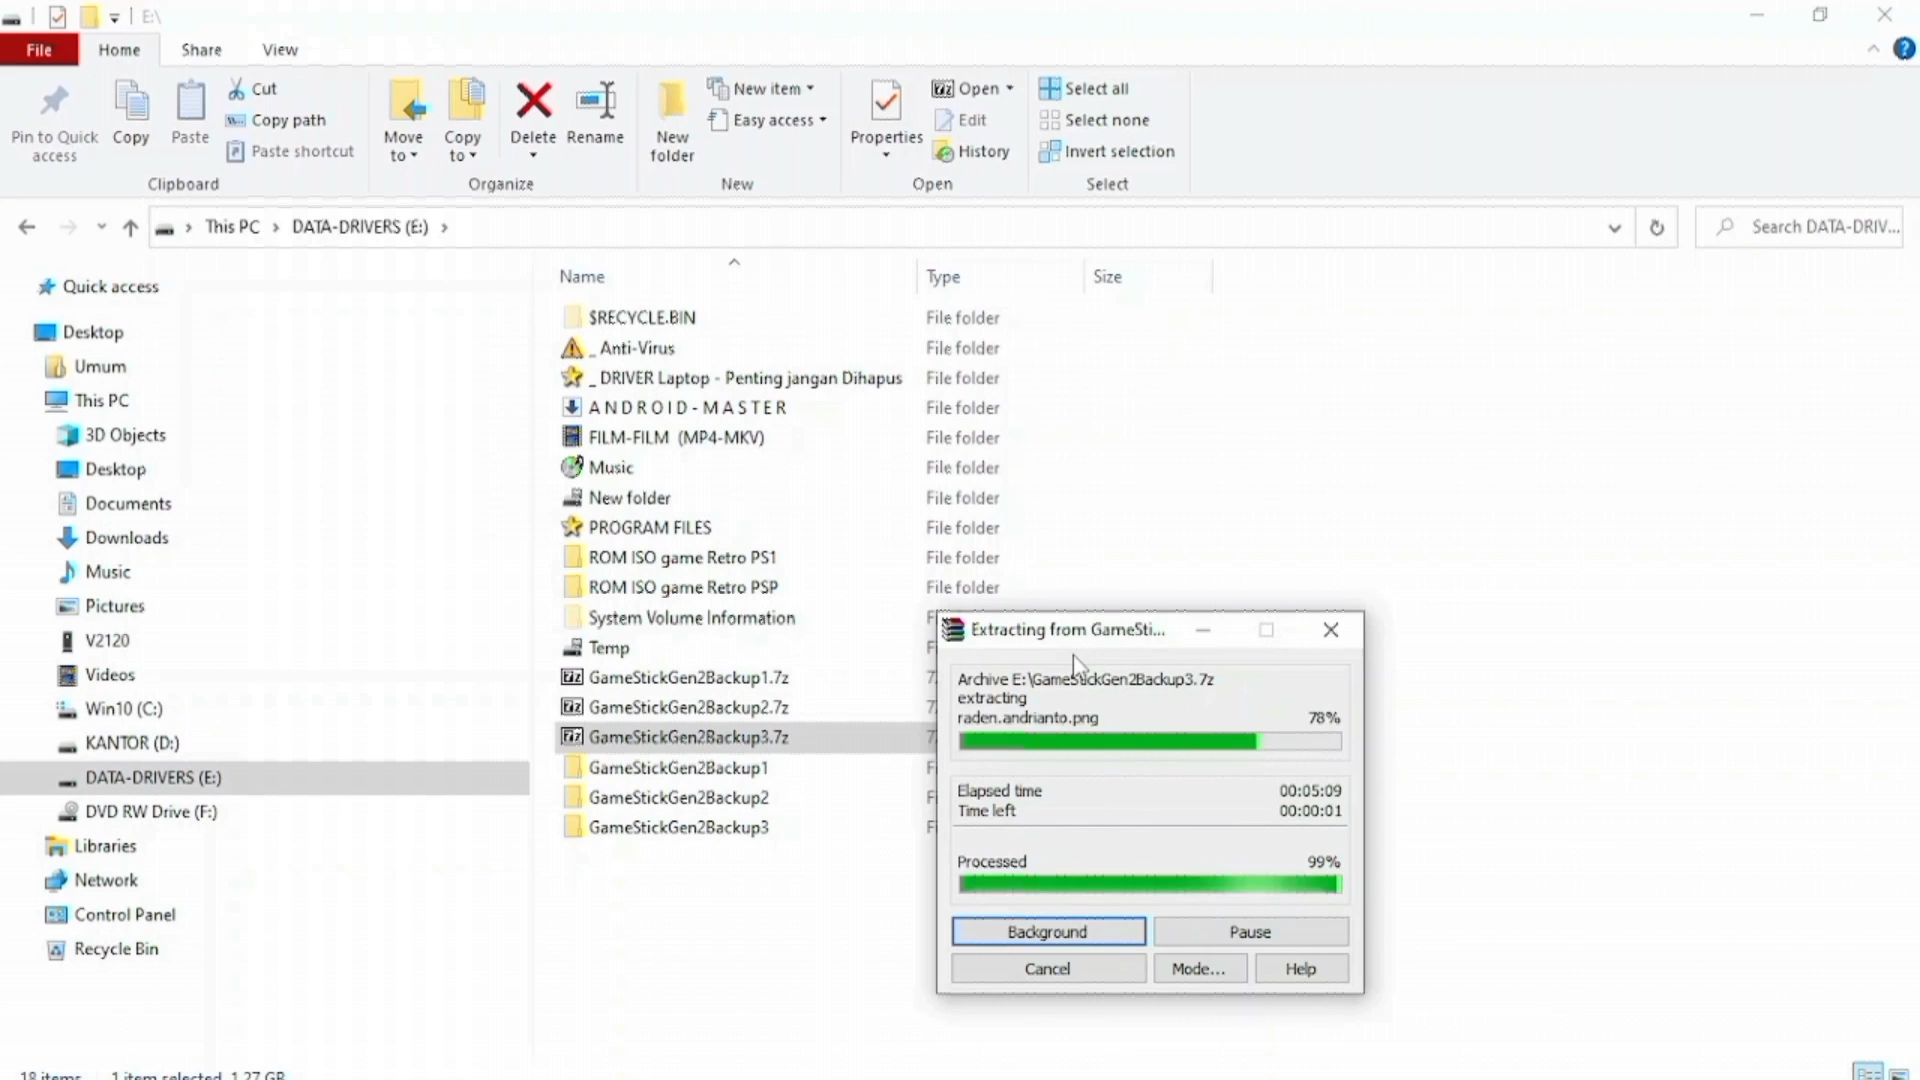 E:\
File
Home
Share
View
Pin to Quick access
Copy
Paste
Cut
Copy path
Paste shortcut
Clipboard
Move to
Copy to
Delete
Rename
Organize
New folder
New item
Easy access
New
Properties
Open
Edit
History
Open
Select all
Select none
Invert selection
Select
This PC
DATA-DRIVERS (E:)
Search DATA-DRIV...
Quick access
Desktop
Umum
This PC
3D Objects
Desktop
Documents
Downloads
Music
Pictures
V2120
Videos
Win10 (C:)
KANTOR (D:)
DATA-DRIVERS (E:)
DVD RW Drive (F:)
Libraries
Network
Control Panel
Recycle Bin
Name Type Size
$RECYCLE.BIN File folder
_ Anti-Virus File folder
_ DRIVER Laptop - Penting jangan Dihapus File folder
A N D R O I D - M A S T E R File folder
FILM-FILM (MP4-MKV) File folder
Music File folder
New folder File folder
PROGRAM FILES File folder
ROM ISO game Retro PS1 File folder
ROM ISO game Retro PSP File folder
System Volume Information
Temp
GameStickGen2Backup1.7z
GameStickGen2Backup2.7z
GameStickGen2Backup3.7z
GameStickGen2Backup1
GameStickGen2Backup2
GameStickGen2Backup3
Extracting from GameSti...
Archive E:\GameStickGen2Backup3.7z
extracting
raden.andrianto.png 78%
Elapsed time 00:05:09
Time left 00:00:01
Processed 99%
Background
Pause
Cancel
Mode...
Help
18 items 1 item selected 1.27 GB